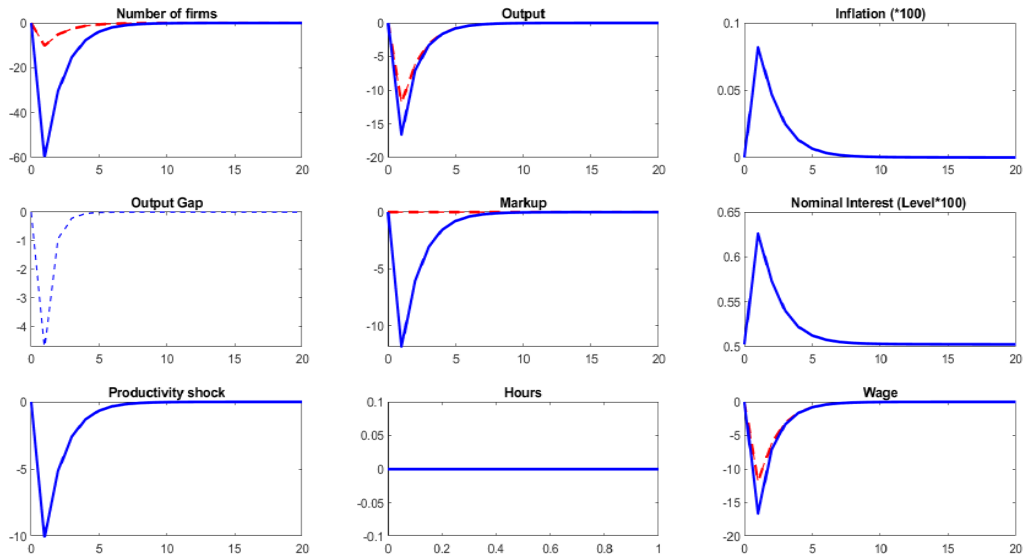 Number of firms
0
-20
-40
-60
0 5 10 15 20
Output
0
-5
-10
-15
-20
0 5 10 15 20
Inflation (*100)
0.1
0.05
0
0 5 10 15 20
Output Gap
0
-1
-2
-3
-4
0 5 10 15 20
Markup
0
-5
-10
0 5 10 15 20
Nominal Interest (Level*100)
0.65
0.6
0.55
0.5
0 5 10 15 20
Productivity shock
0
-5
-10
0 5 10 15 20
Hours
0.1
0.05
0
-0.05
-0.1
0 0.2 0.4 0.6 0.8 1
Wage
0
-5
-10
-15
-20
0 5 10 15 20